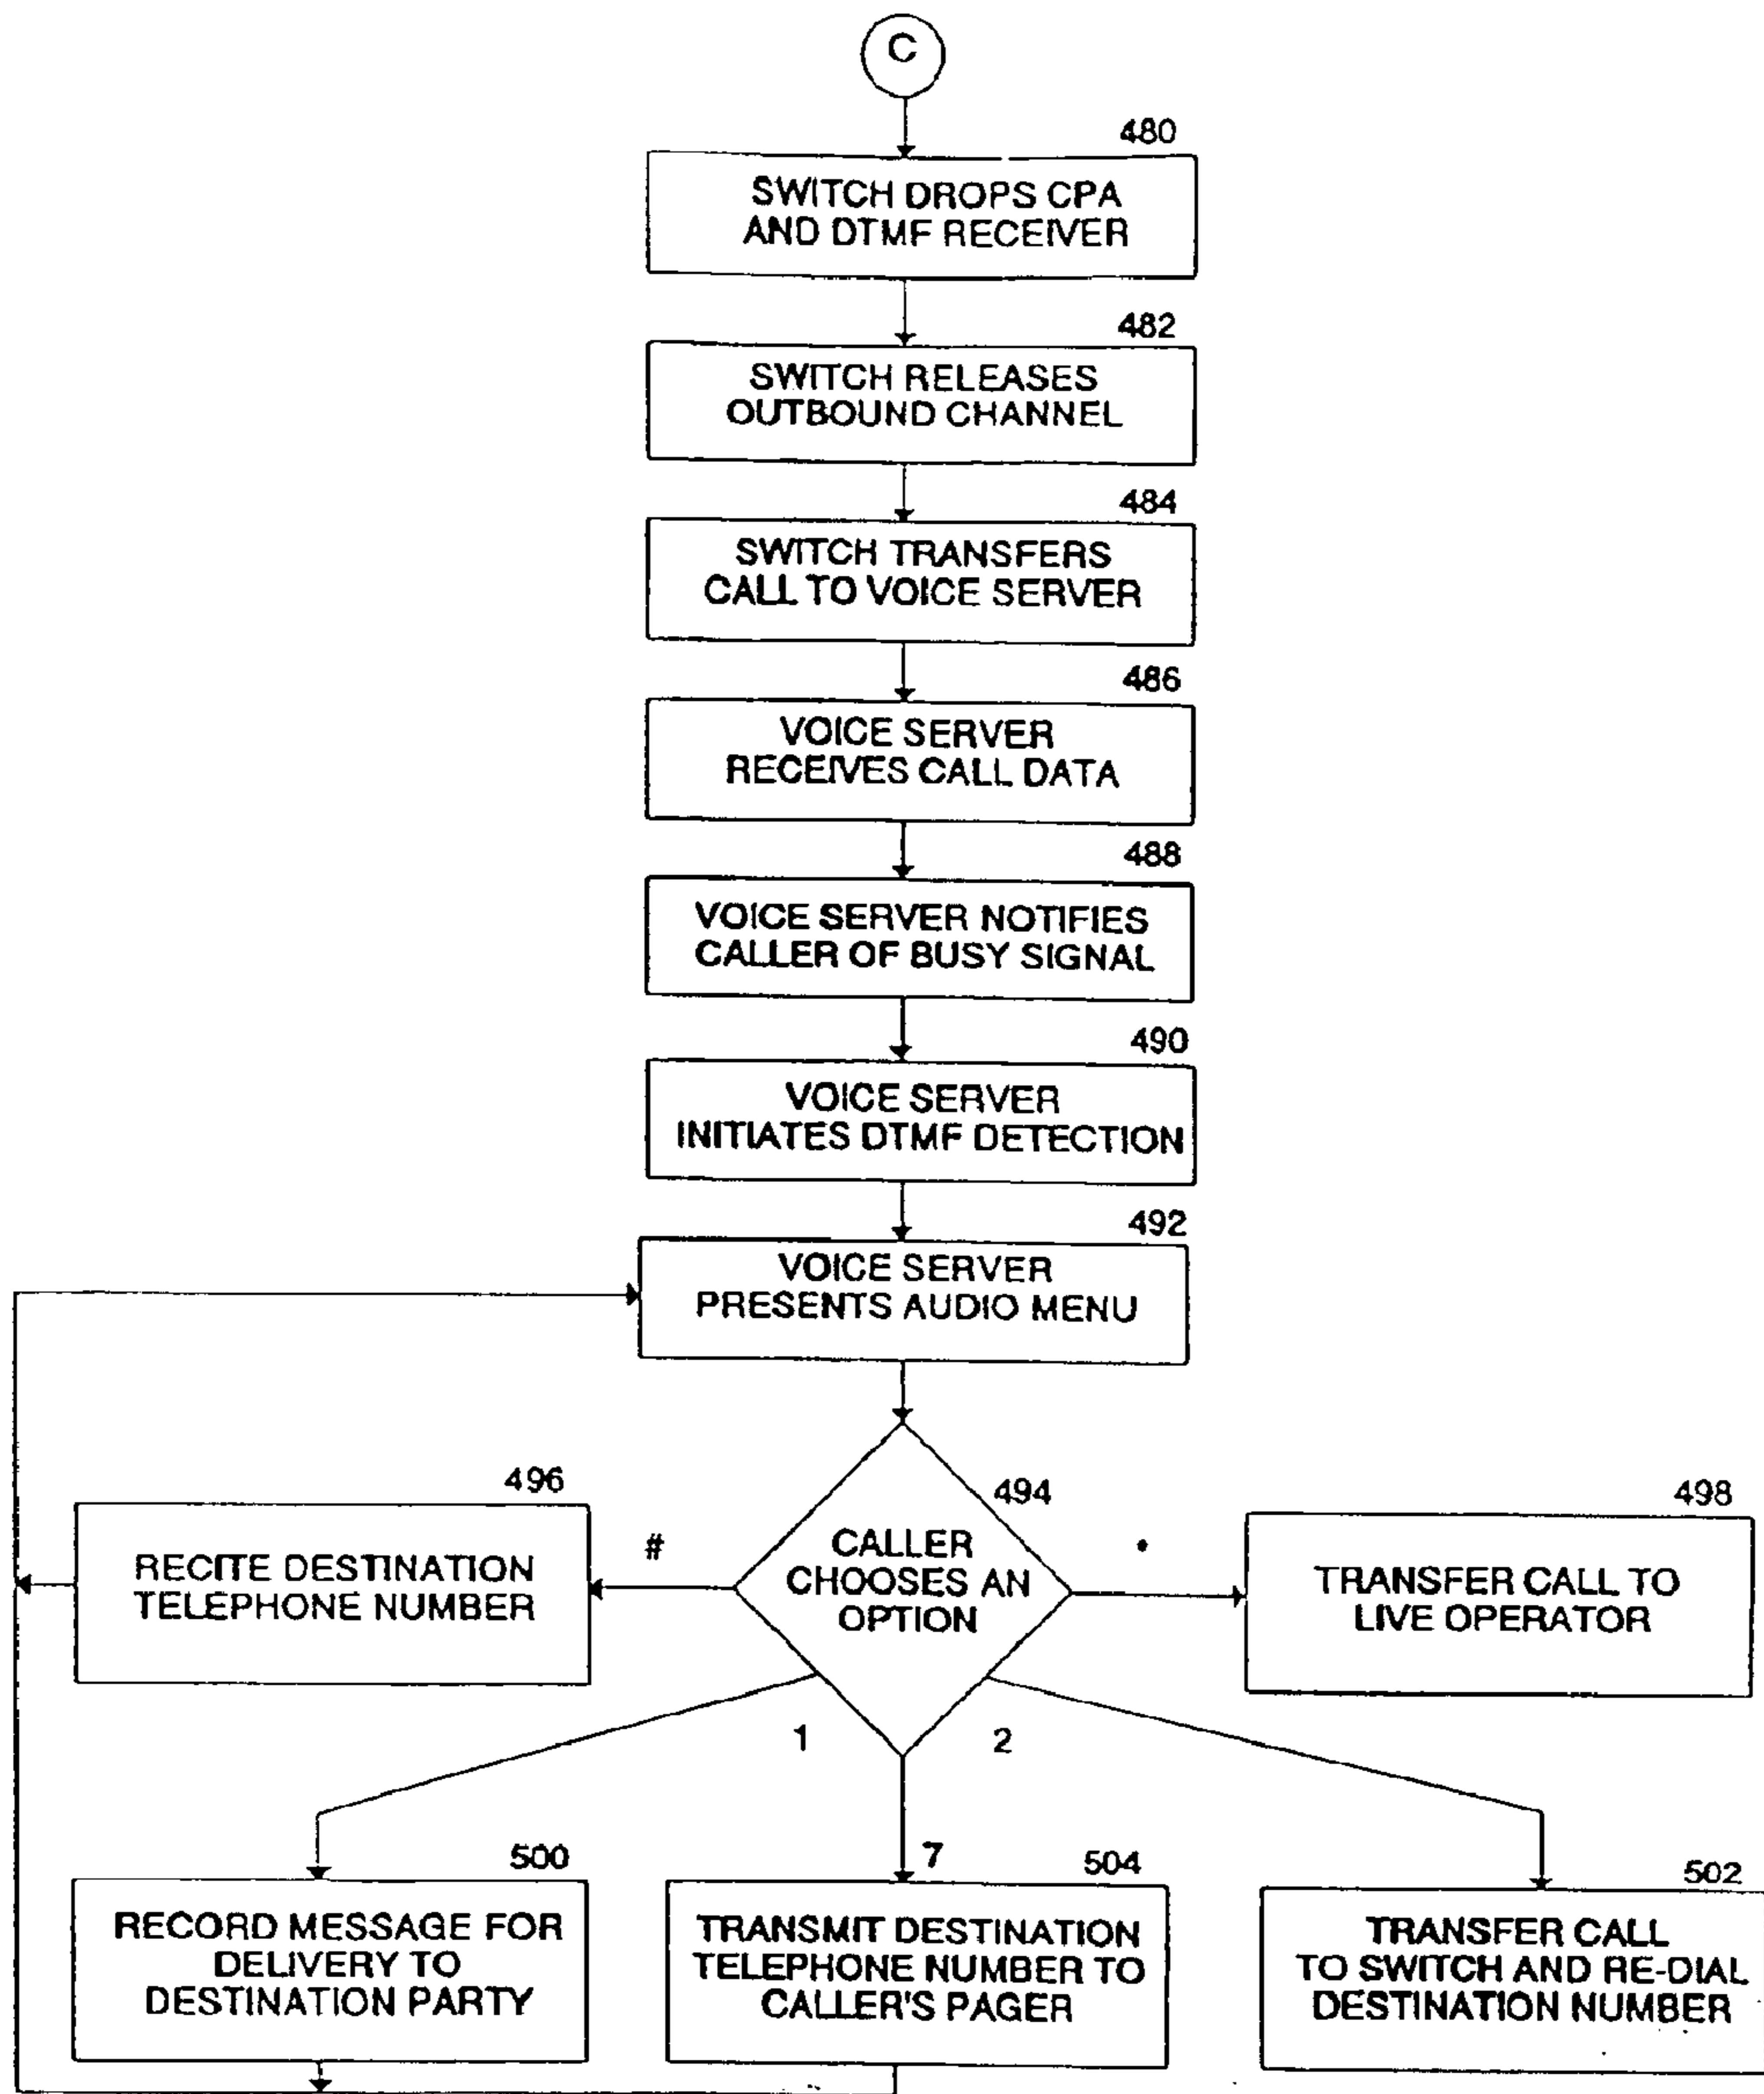 C
480
SWITCH DROPS CPA
AND DTMF RECEIVER
482
SWITCH RELEASES
OUTBOUND CHANNEL
484
SWITCH TRANSFERS
CALL TO VOICE SERVER
486
VOICE SERVER
RECEIVES CALL DATA
488
VOICE SERVER NOTIFIES
CALLER OF BUSY SIGNAL
490
VOICE SERVER
INITIATES DTMF DETECTION
492
VOICE SERVER
PRESENTS AUDIO MENU
496
RECITE DESTINATION
TELEPHONE NUMBER
#
494
CALLER
CHOOSES AN
OPTION
*
498
TRANSFER CALL TO
LIVE OPERATOR
1
2
7
500
RECORD MESSAGE FOR
DELIVERY TO
DESTINATION PARTY
504
TRANSMIT DESTINATION
TELEPHONE NUMBER TO
CALLER'S PAGER
502
TRANSFER CALL
TO SWITCH AND RE-DIAL
DESTINATION NUMBER